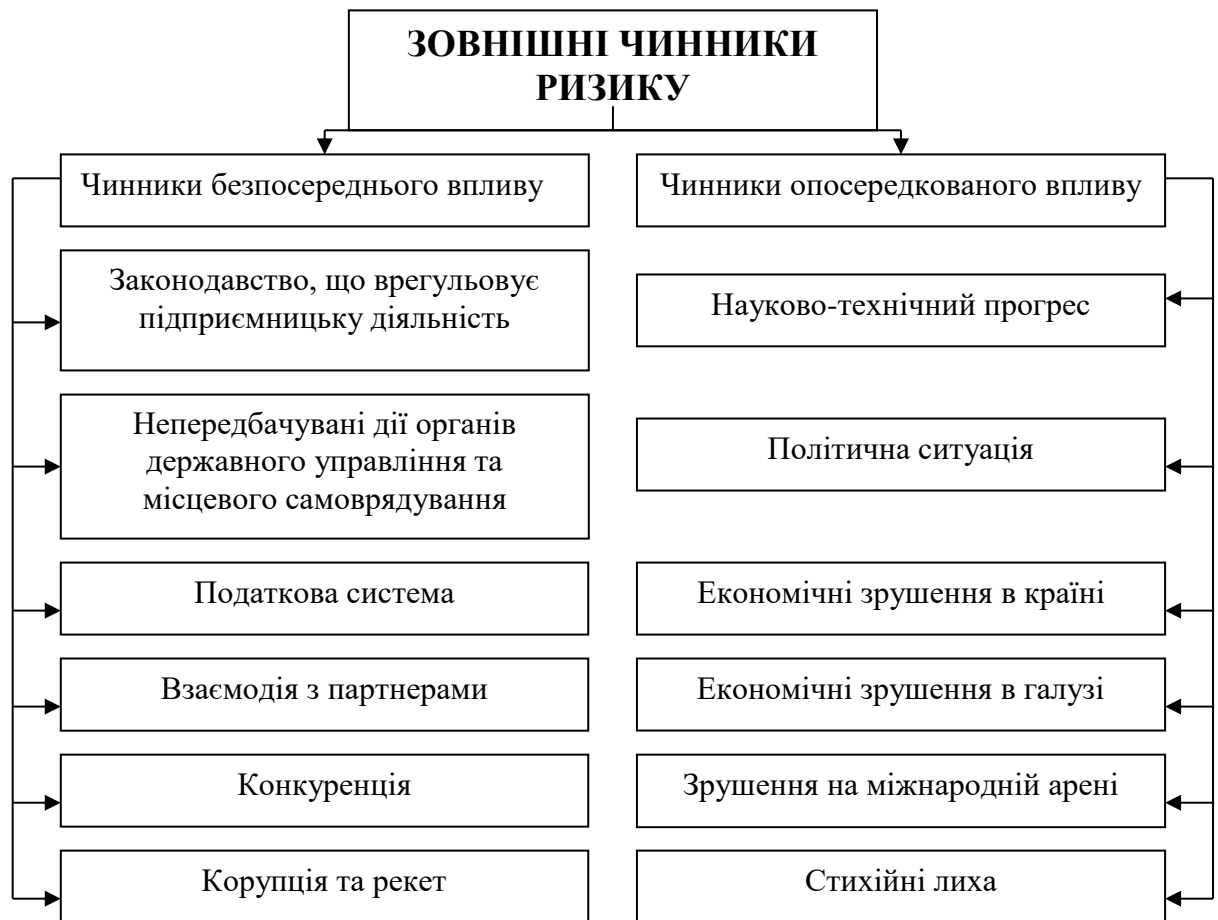 ЗОВНІШНІ ЧИННИКИ
РИЗИКУ
Чинники безпосереднього впливу
Чинники опосередкованого впливу
Законодавство, що врегульовує
підприємницьку діяльність
Науково-технічний прогрес
Непередбачувані дії органів
державного управління та
місцевого самоврядування
Політична ситуація
Податкова система
Економічні зрушення в країні
Взаємодія з партнерами
Економічні зрушення в галузі
Конкуренція
Зрушення на міжнародній арені
Корупція та рекет
Стихійні лиха